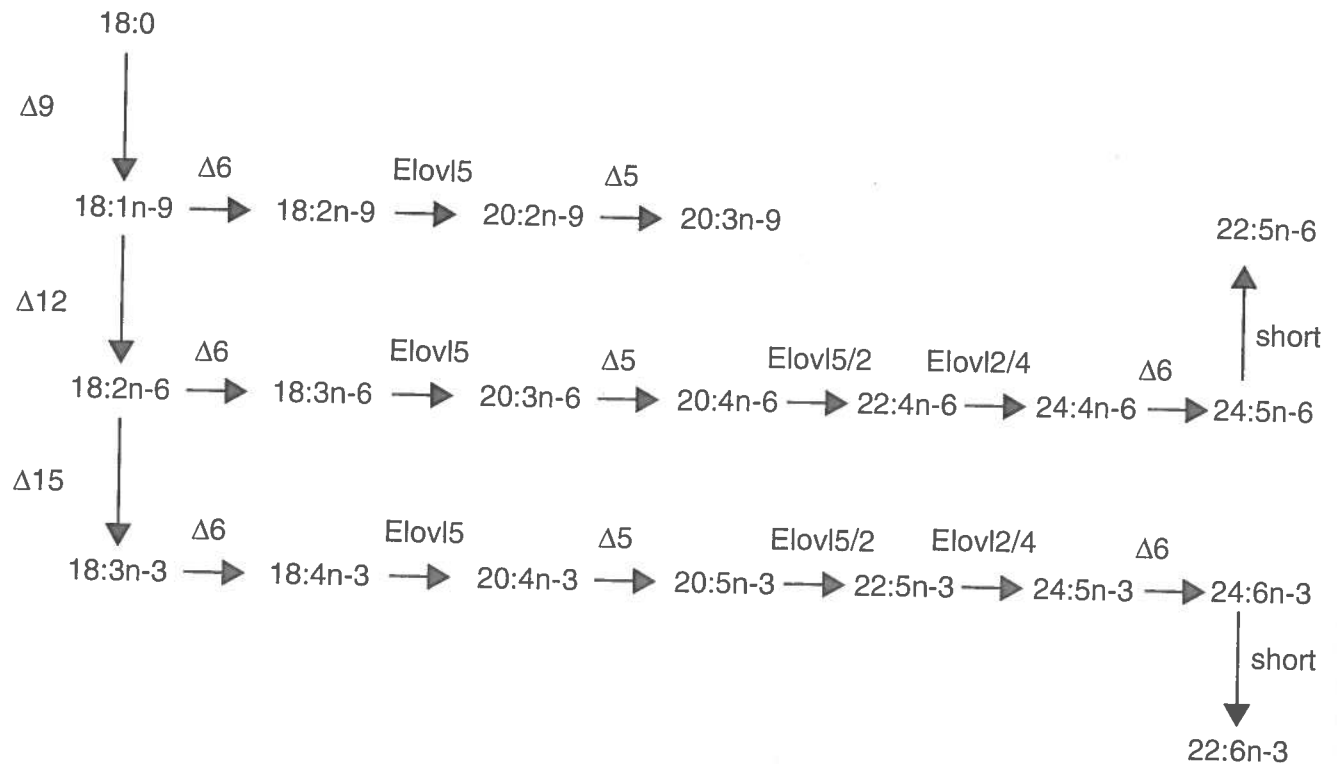 18:0
Δ9
Δ6 Elovl5 Δ5
18:1n-9 18:2n-9 20:2n-9 20:3n-9
22:5n-6
Δ12
short
Δ6 Elovl5 Δ5 Elovl5/2 Elovl2/4 Δ6
18:2n-6 18:3n-6 20:3n-6 20:4n-6 22:4n-6 24:4n-6 24:5n-6
Δ15
Δ6 Elovl5 Δ5 Elovl5/2 Elovl2/4 Δ6
18:3n-3 18:4n-3 20:4n-3 20:5n-3 22:5n-3 24:5n-3 24:6n-3
short
22:6n-3